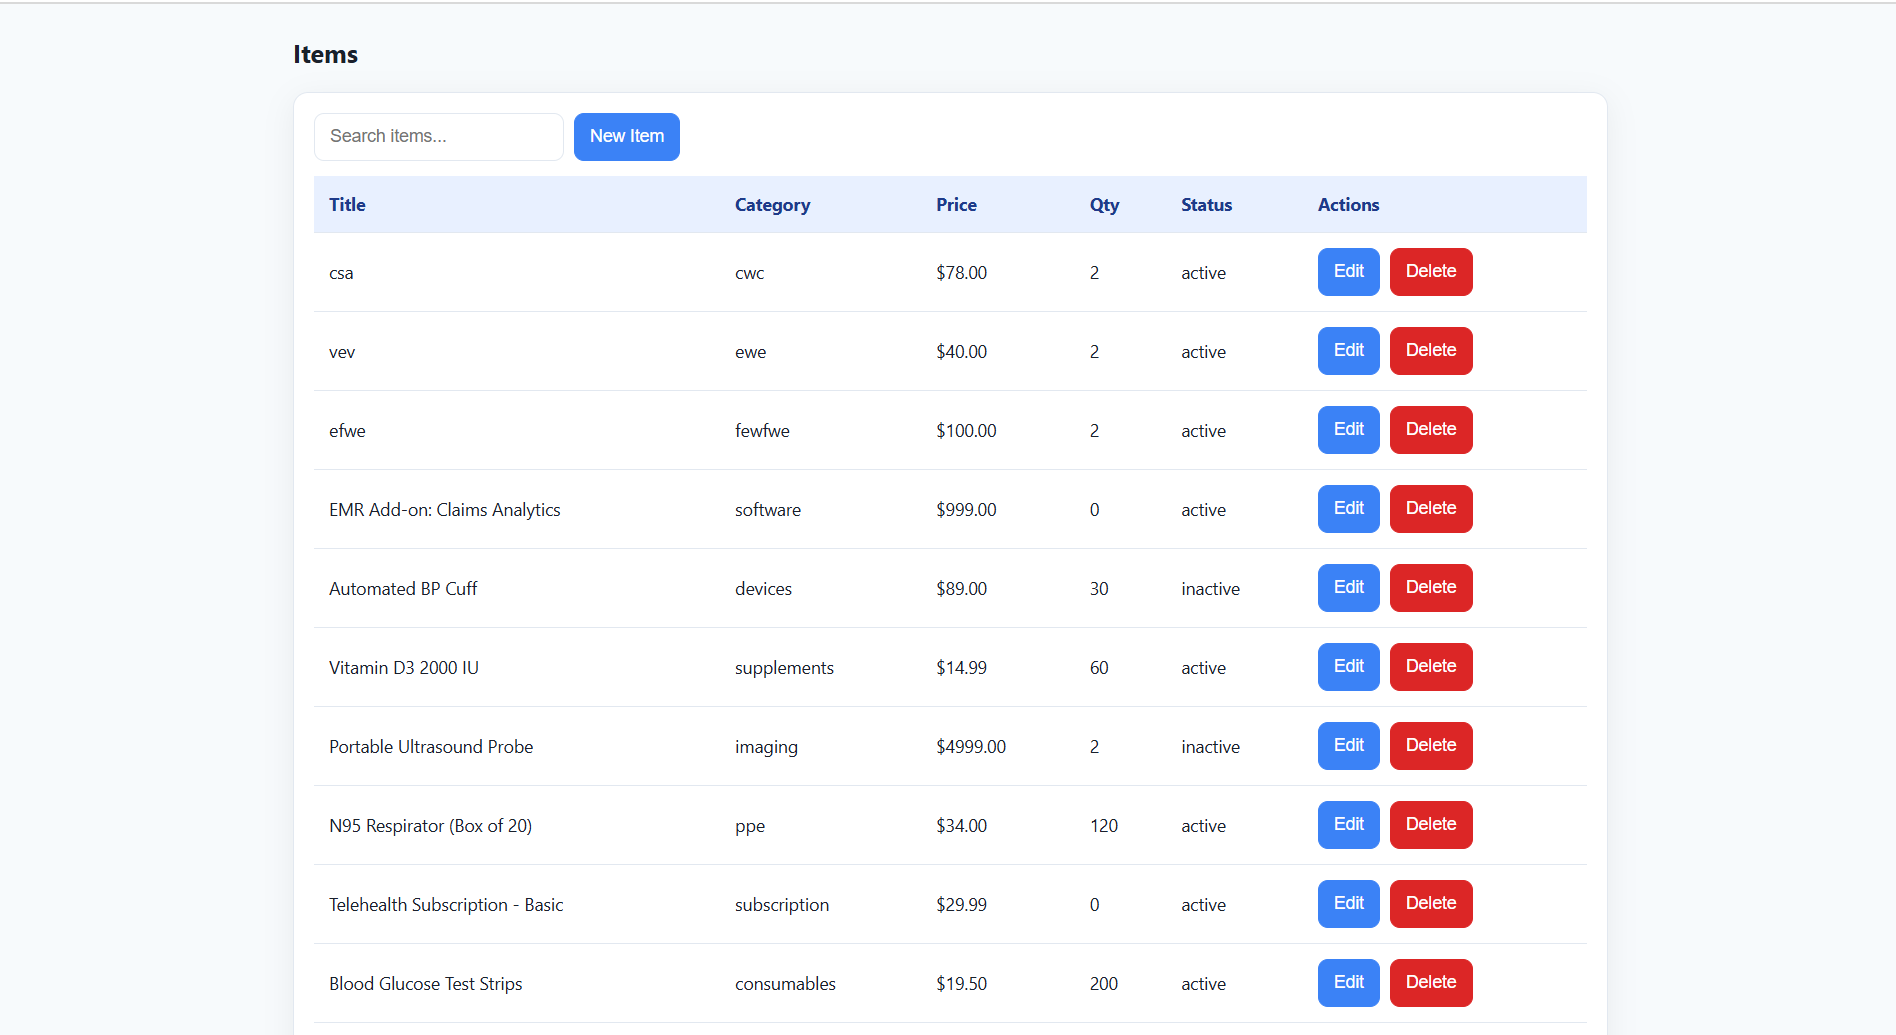 Items
Search items...
New Item
Title Category Price Qty Status Actions
csa cwc $78.00 2 active Edit Delete
vev ewe $40.00 2 active Edit Delete
efwe fewfwe $100.00 2 active Edit Delete
EMR Add-on: Claims Analytics software $999.00 0 active Edit Delete
Automated BP Cuff devices $89.00 30 inactive Edit Delete
Vitamin D3 2000 IU supplements $14.99 60 active Edit Delete
Portable Ultrasound Probe imaging $4999.00 2 inactive Edit Delete
N95 Respirator (Box of 20) ppe $34.00 120 active Edit Delete
Telehealth Subscription - Basic subscription $29.99 0 active Edit Delete
Blood Glucose Test Strips consumables $19.50 200 active Edit Delete